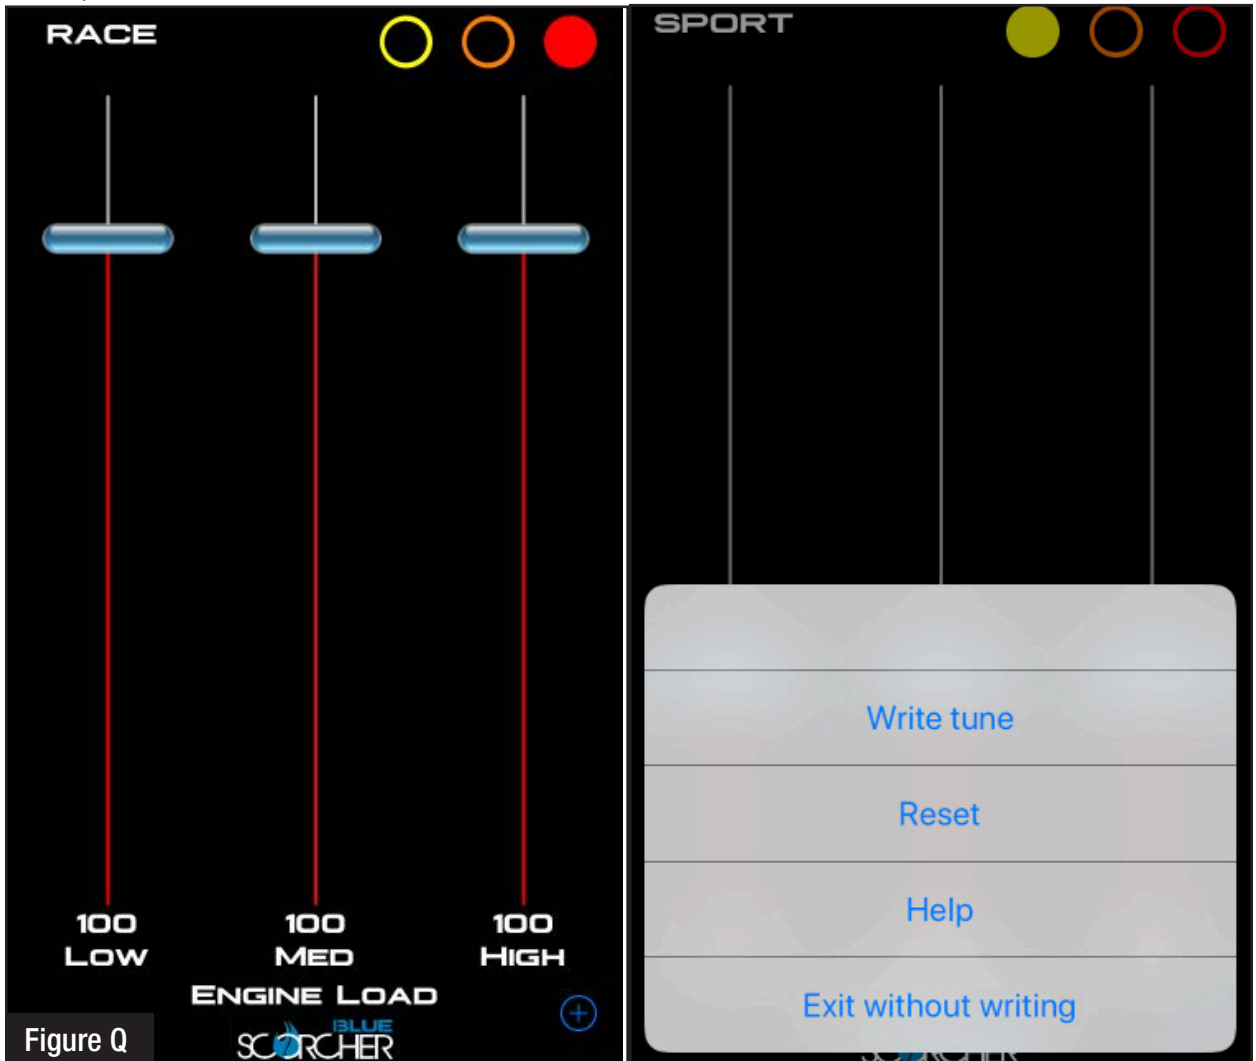 RACE
100 100 100
LOW MED HIGH
ENGINE LOAD
BLUE
SCORCHER
Figure Q
SPORT
Write tune
Reset
Help
Exit without writing